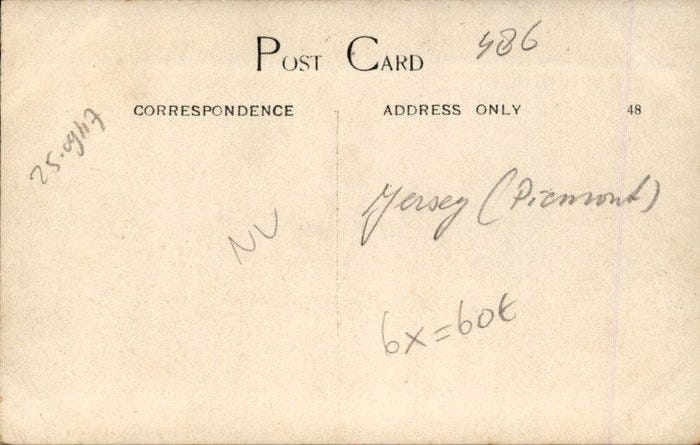 POST CARD 486
CORRESPONDENCE ADDRESS ONLY 48
25.09/17
Jersey (Piemont)
NV
6x=60€